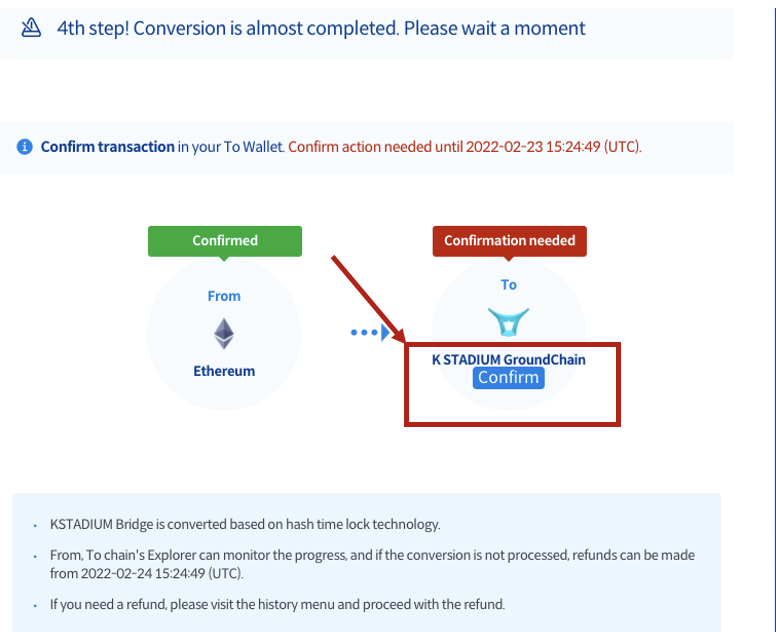 4th step! Conversion is almost completed. Please wait a moment
Confirm transaction in your To Wallet. Confirm action needed until 2022-02-23 15:24:49 (UTC).
Confirmed
Confirmation needed
From
To
Ethereum
K STADIUM GroundChain
Confirm
KSTADIUM Bridge is converted based on hash time lock technology.
From, To chain's Explorer can monitor the progress, and if the conversion is not processed, refunds can be made
from 2022-02-24 15:24:49 (UTC).
If you need a refund, please visit the history menu and proceed with the refund.